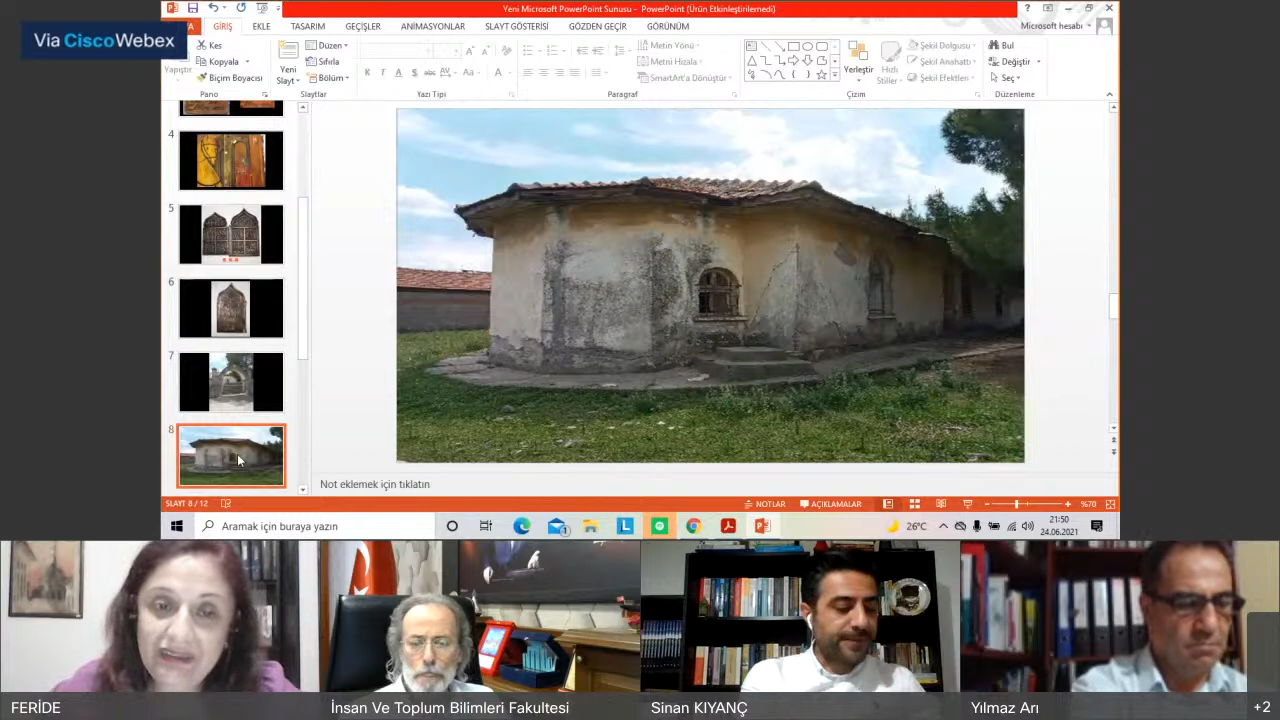 Yeni Microsoft PowerPoint Sunusu - PowerPoint (Ürün Etkinleştirilemedi)
Via CiscoWebex
GİRİŞ EKLE TASARIM GEÇİŞLER ANİMASYONLAR SLAYT GÖSTERİSİ GÖZDEN GEÇİR GÖRÜNÜM
Microsoft hesabı
Yapıştır
Kes
Kopyala
Biçim Boyacısı
Pano
Yeni
Slayt
Düzen
Sıfırla
Bölüm
Slaytlar
K T A S abc AV Aa A
Yazı Tipi
Metin Yönü
Metni Hizala
SmartArt'a Dönüştür
Paragraf
Yerleştir
Hızlı
Stiller
Şekil Dolgusu
Şekil Anahattı
Şekil Efektleri
Çizim
Bul
Değiştir
Seç
Düzenleme
4
5
6
7
8
Not eklemek için tıklatın
SLAYT 8 / 12
NOTLAR
AÇIKLAMALAR
%70
Aramak için buraya yazın
26°C
21:50
24.06.2021
FERİDE
İnsan Ve Toplum Bilimleri Fakultesi
Sinan KIYANÇ
Yılmaz Arı
+2